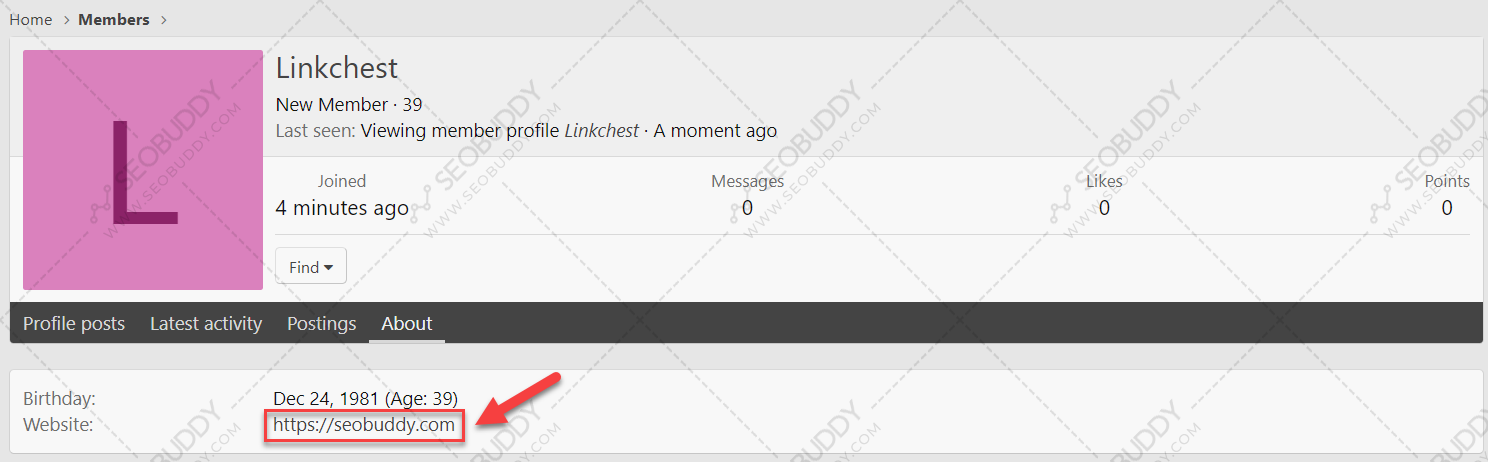 Home > Members >
L
Linkchest
New Member · 39
Last seen: Viewing member profile Linkchest · A moment ago
Joined Messages Likes Points
4 minutes ago 0 0 0
Find
Profile posts Latest activity Postings About
Birthday: Dec 24, 1981 (Age: 39)
Website: https://seobuddy.com
SEOBUDDY
WWW.SEOBUDDY.COM